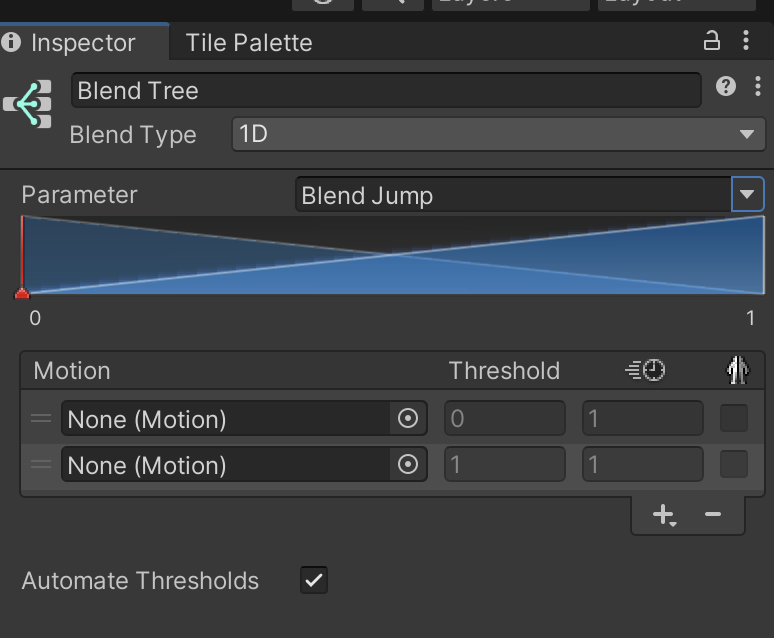 Inspector Tile Palette
Blend Tree
Blend Type 1D
Parameter Blend Jump
0 1
Motion Threshold
None (Motion) 0 1
None (Motion) 1 1
Automate Thresholds